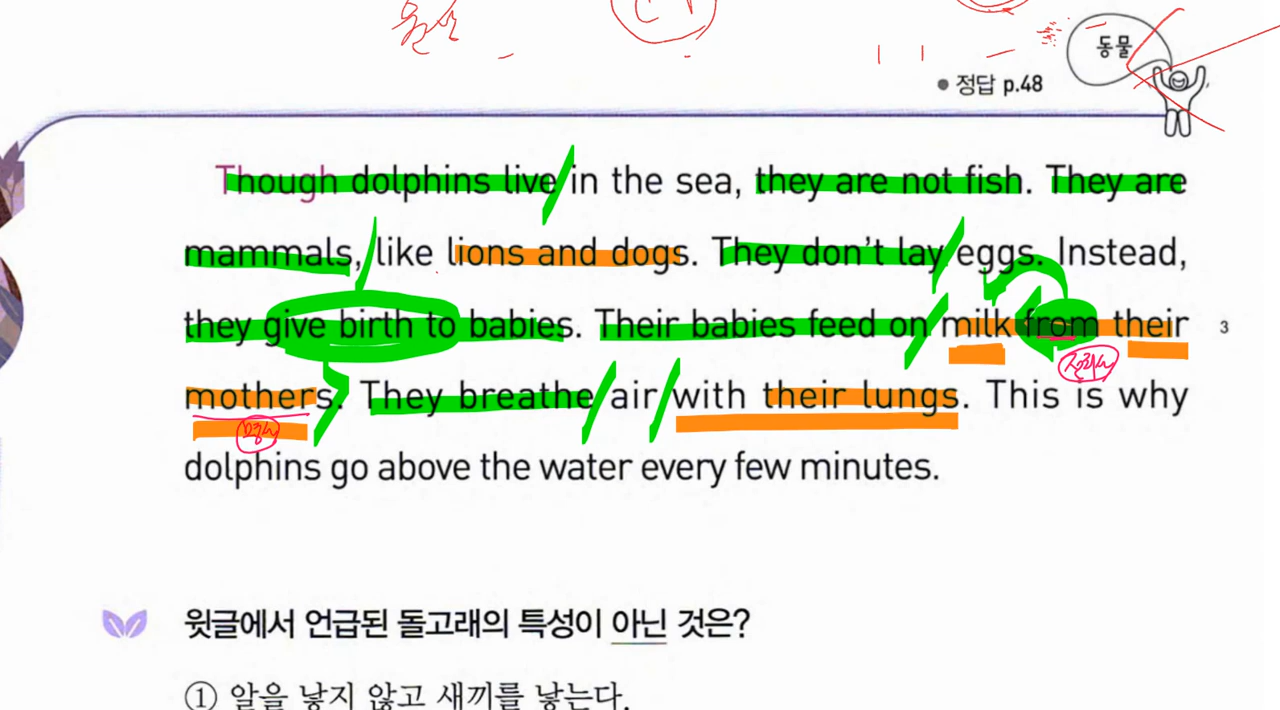 동물
정답 p.48
Though dolphins live in the sea, they are not fish. They are
mammals, like lions and dogs. They don't lay eggs. Instead,
they give birth to babies. Their babies feed on milk from their
3
mothers. They breathe air with their lungs. This is why
dolphins go above the water every few minutes.
윗글에서 언급된 돌고래의 특성이 아닌 것은?
① 알을 낳지 않고 새끼를 낳는다.